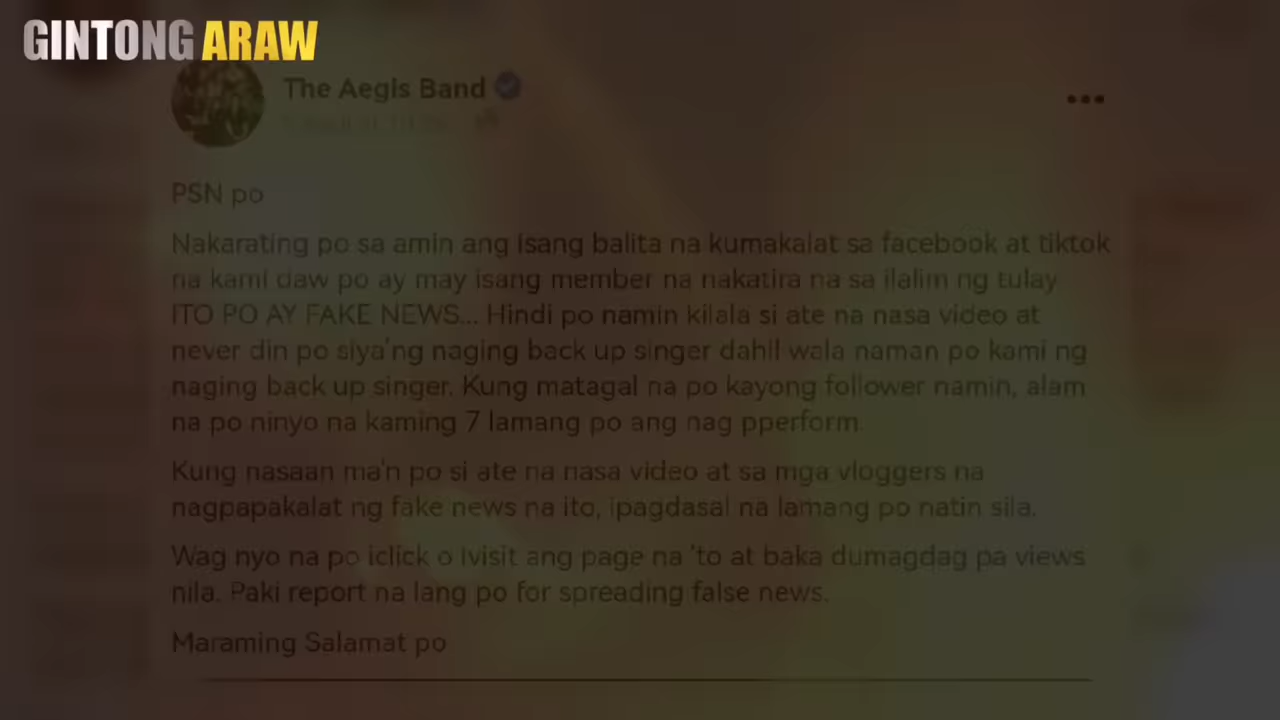 GINTONG ARAW
The Aegis Band
PSN po
Nakarating po sa amin ang isang balita na kumakalat sa facebook at tiktok
na kami daw po ay may isang member na nakatira na sa ilalim ng tulay
ITO PO AY FAKE NEWS... Hindi po namin kilala si ate na nasa video at
never din po siya'ng naging back up singer dahil wala naman po kami ng
naging back up singer. Kung matagal na po kayong follower namin, alam
na po ninyo na kaming 7 lamang po ang nag pperform.
Kung nasaan ma'n po si ate na nasa video at sa mga vloggers na
nagpapakalat ng fake news na ito, ipagdasal na lamang po natin sila.
Wag nyo na po iclick o ivisit ang page na 'to at baka dumagdag pa views
nila. Paki report na lang po for spreading false news.
Maraming Salamat po